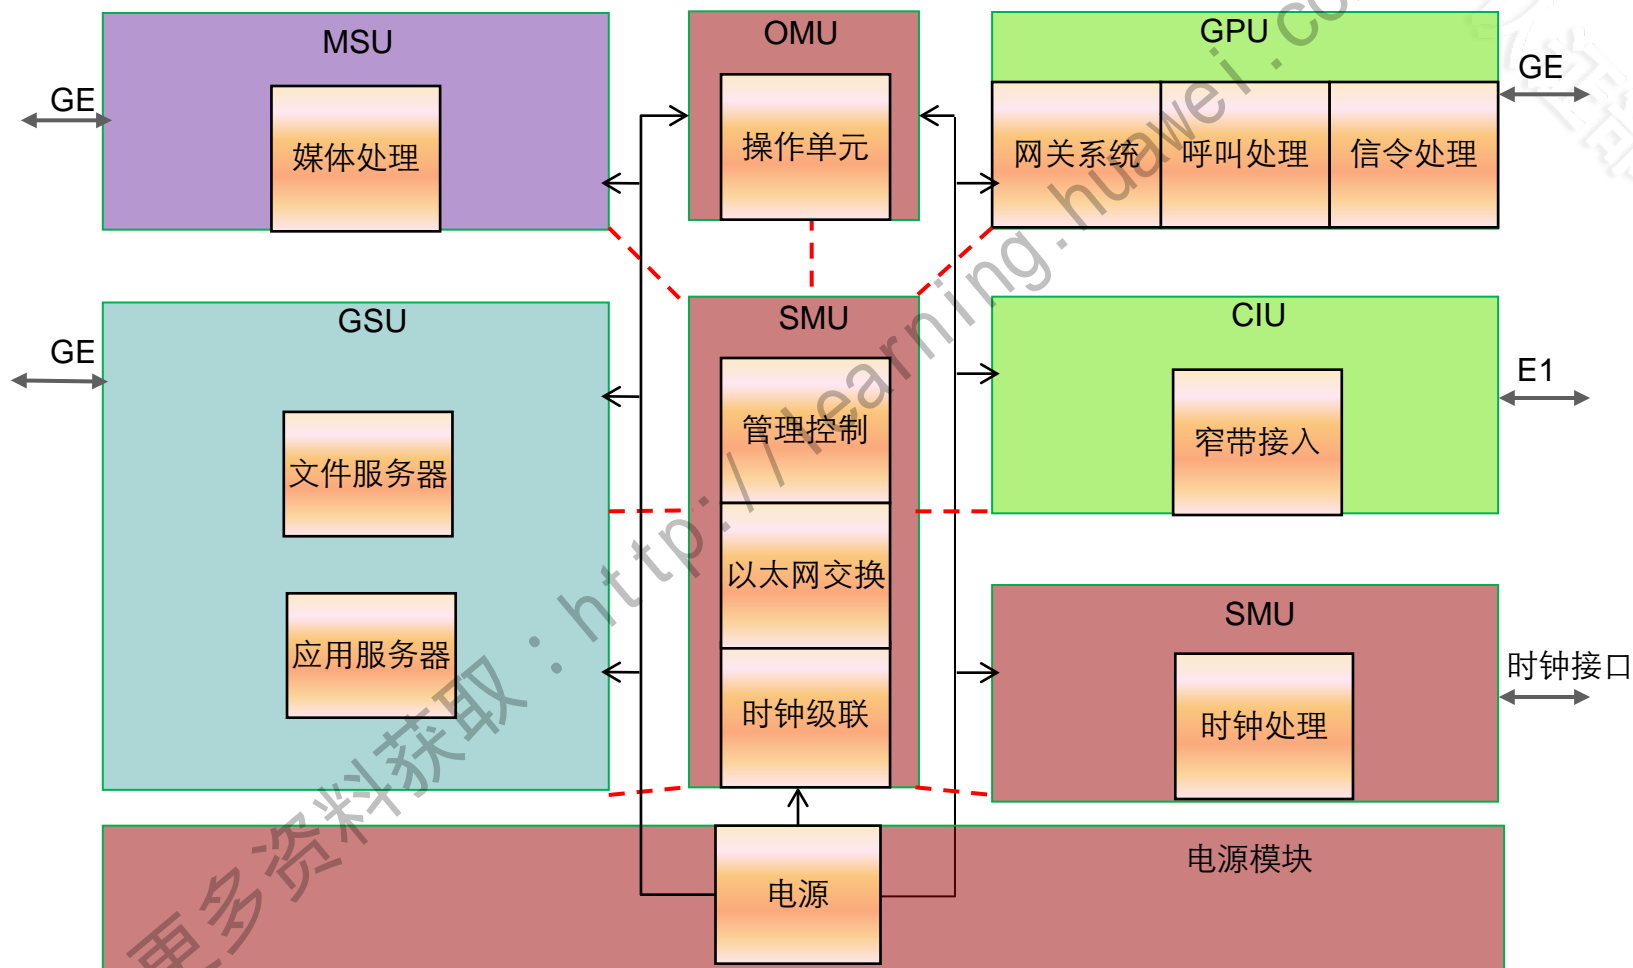 MSU
OMU
GPU
GE
GE
媒体处理
操作单元
网关系统
呼叫处理
信令处理
GSU
SMU
CIU
GE
E1
文件服务器
管理控制
窄带接入
以太网交换
应用服务器
SMU
时钟接口
时钟级联
时钟处理
电源模块
电源
更多资料获取：http://learning.huawei.co